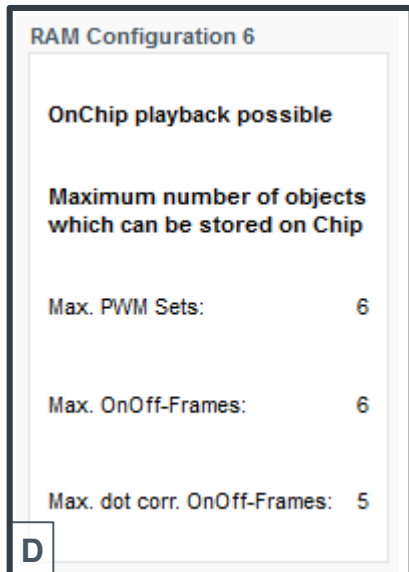 RAM Configuration 6
OnChip playback possible
Maximum number of objects
which can be stored on Chip
Max. PWM Sets: 6
Max. OnOff-Frames: 6
Max. dot corr. OnOff-Frames: 5
D